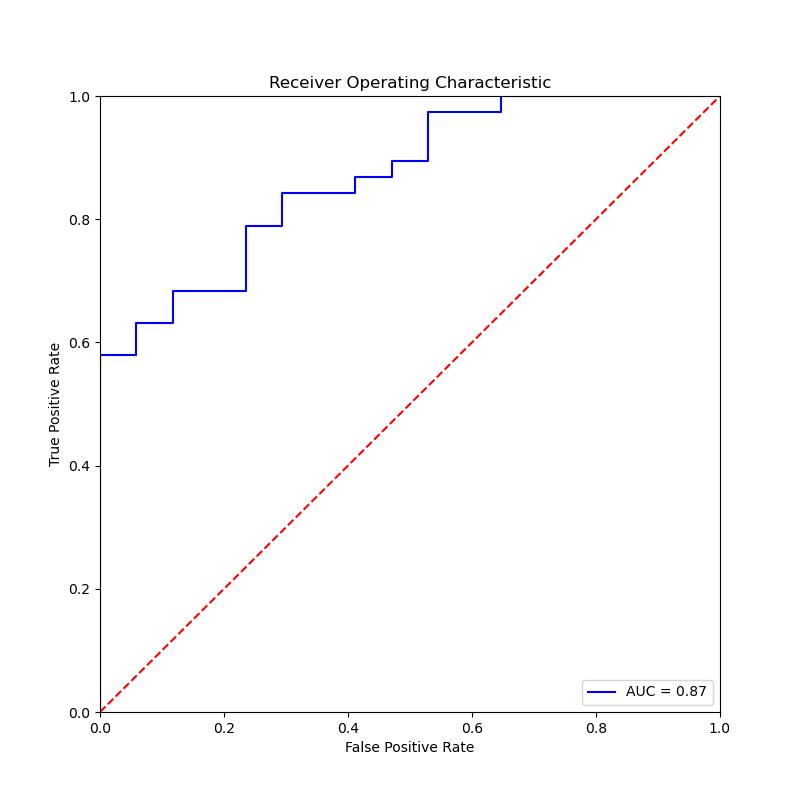 Receiver Operating Characteristic
True Positive Rate
1.0
0.8
0.6
0.4
0.2
0.0
AUC = 0.87
0.0 0.2 0.4 0.6 0.8 1.0
False Positive Rate